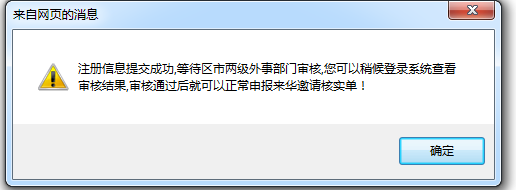 来自网页的消息
注册信息提交成功,等待区市两级外事部门审核,您可以稍候登录系统查看
审核结果,审核通过后就可以正常申报来华邀请核实单！
确定